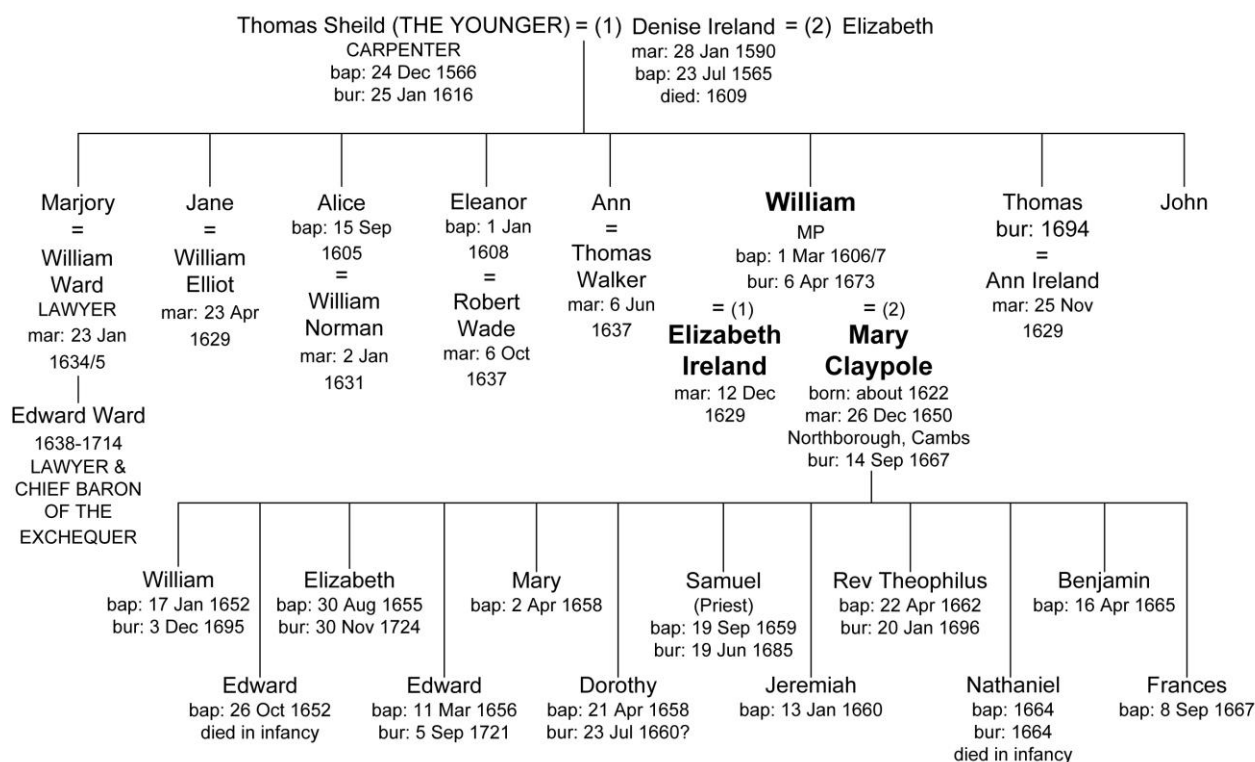 Thomas Sheild (THE YOUNGER) = (1) Denise Ireland = (2) Elizabeth
CARPENTER
bap: 24 Dec 1566
bur: 25 Jan 1616
mar: 28 Jan 1590
bap: 23 Jul 1565
died: 1609
Marjory
=
William
Ward
LAWYER
mar: 23 Jan
1634/5
Edward Ward
1638-1714
LAWYER &
CHIEF BARON
OF THE
EXCHEQUER
Jane
=
William
Elliot
mar: 23 Apr
1629
Alice
bap: 15 Sep
1605
=
William
Norman
mar: 2 Jan
1631
Eleanor
bap: 1 Jan
1608
=
Robert
Wade
mar: 6 Oct
1637
Ann
=
Thomas
Walker
mar: 6 Jun
1637
William
MP
bap: 1 Mar 1606/7
bur: 6 Apr 1673
= (1)
Elizabeth
Ireland
mar: 12 Dec
1629
= (2)
Mary
Claypole
born: about 1622
mar: 26 Dec 1650
Northborough, Cambs
bur: 14 Sep 1667
Thomas
bur: 1694
=
Ann Ireland
mar: 25 Nov
1629
John
William
bap: 17 Jan 1652
bur: 3 Dec 1695
Edward
bap: 26 Oct 1652
died in infancy
Elizabeth
bap: 30 Aug 1655
bur: 30 Nov 1724
Edward
bap: 11 Mar 1656
bur: 5 Sep 1721
Mary
bap: 2 Apr 1658
Dorothy
bap: 21 Apr 1658
bur: 23 Jul 1660?
Samuel
(Priest)
bap: 19 Sep 1659
bur: 19 Jun 1685
Jeremiah
bap: 13 Jan 1660
Rev Theophilus
bap: 22 Apr 1662
bur: 20 Jan 1696
Nathaniel
bap: 1664
bur: 1664
died in infancy
Benjamin
bap: 16 Apr 1665
Frances
bap: 8 Sep 1667